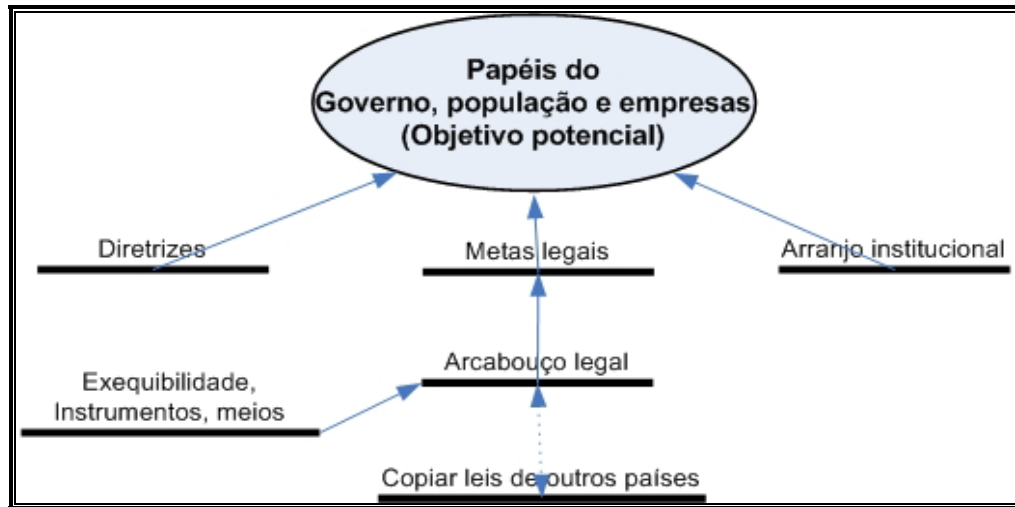 Papéis do
Governo, população e empresas
(Objetivo potencial)
Diretrizes
Metas legais
Arranjo institucional
Arcabouço legal
Exequibilidade,
Instrumentos, meios
Copiar leis de outros países